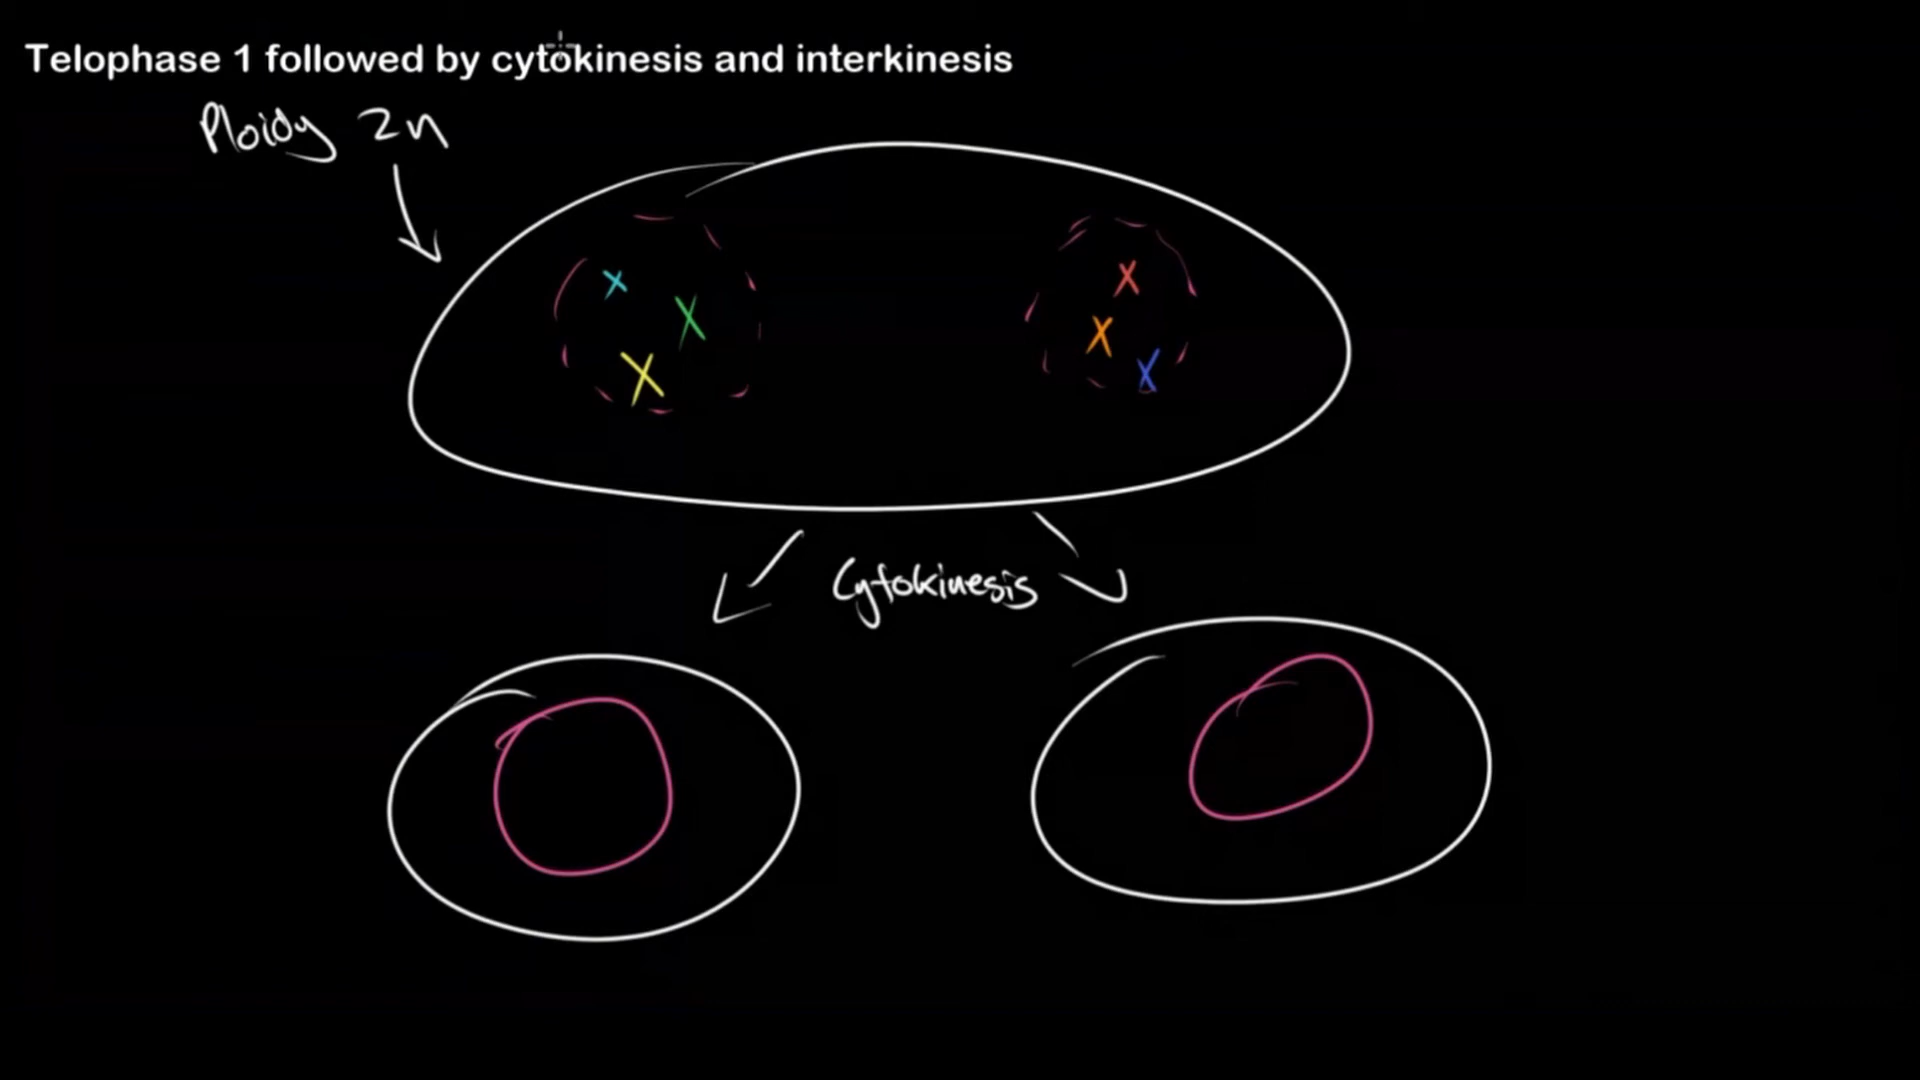 Telophase 1 followed by cytokinesis and interkinesis
Ploidy 2n
Cytokinesis